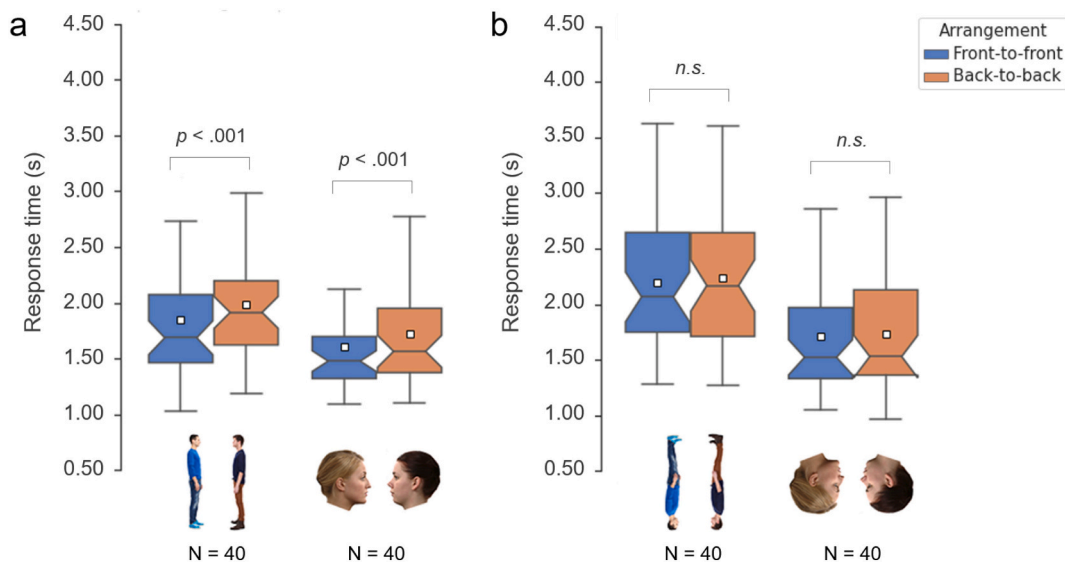 a
Response time (s)
4.50
4.00
3.50
3.00
2.50
2.00
1.50
1.00
0.50
p < .001
p < .001
N = 40
N = 40
b
Response time (s)
4.50
4.00
3.50
3.00
2.50
2.00
1.50
1.00
0.50
n.s.
n.s.
N = 40
N = 40
Arrangement
Front-to-front
Back-to-back